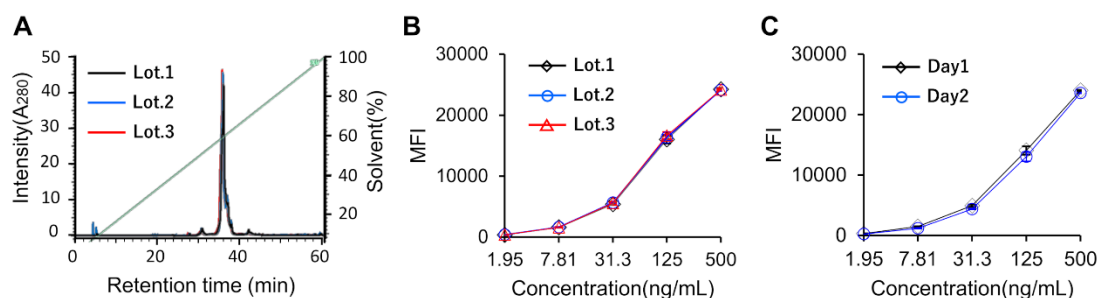 A
Intensity(A280)
50
40
30
20
10
0
Lot.1
Lot.2
Lot.3
100
80
60
40
20
Solvent(%)
0
20
40
60
Retention time (min)
B
MFI
30000
20000
10000
0
Lot.1
Lot.2
Lot.3
1.95
7.81
31.3
125
500
Concentration(ng/mL)
C
MFI
30000
20000
10000
0
Day1
Day2
1.95
7.81
31.3
125
500
Concentration(ng/mL)